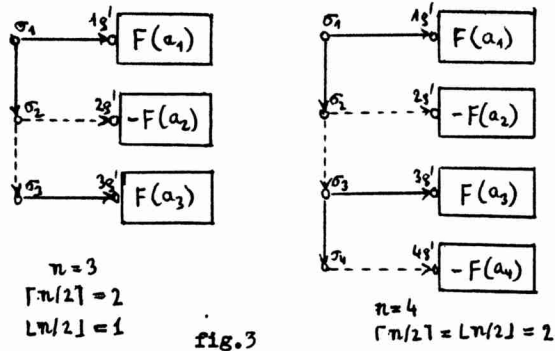 σ₁ 1g' F(a₁)
σ₂ 2g' -F(a₂)
σ₃ 3g' F(a₃)
n=3
⌈n/2⌉=2
⌊n/2⌋=1
σ₁ 1g' F(a₁)
σ₂ 2g' -F(a₂)
σ₃ 3g' F(a₃)
σ₄ 4g' -F(a₄)
n=4
⌈n/2⌉=⌊n/2⌋=2
fig.3